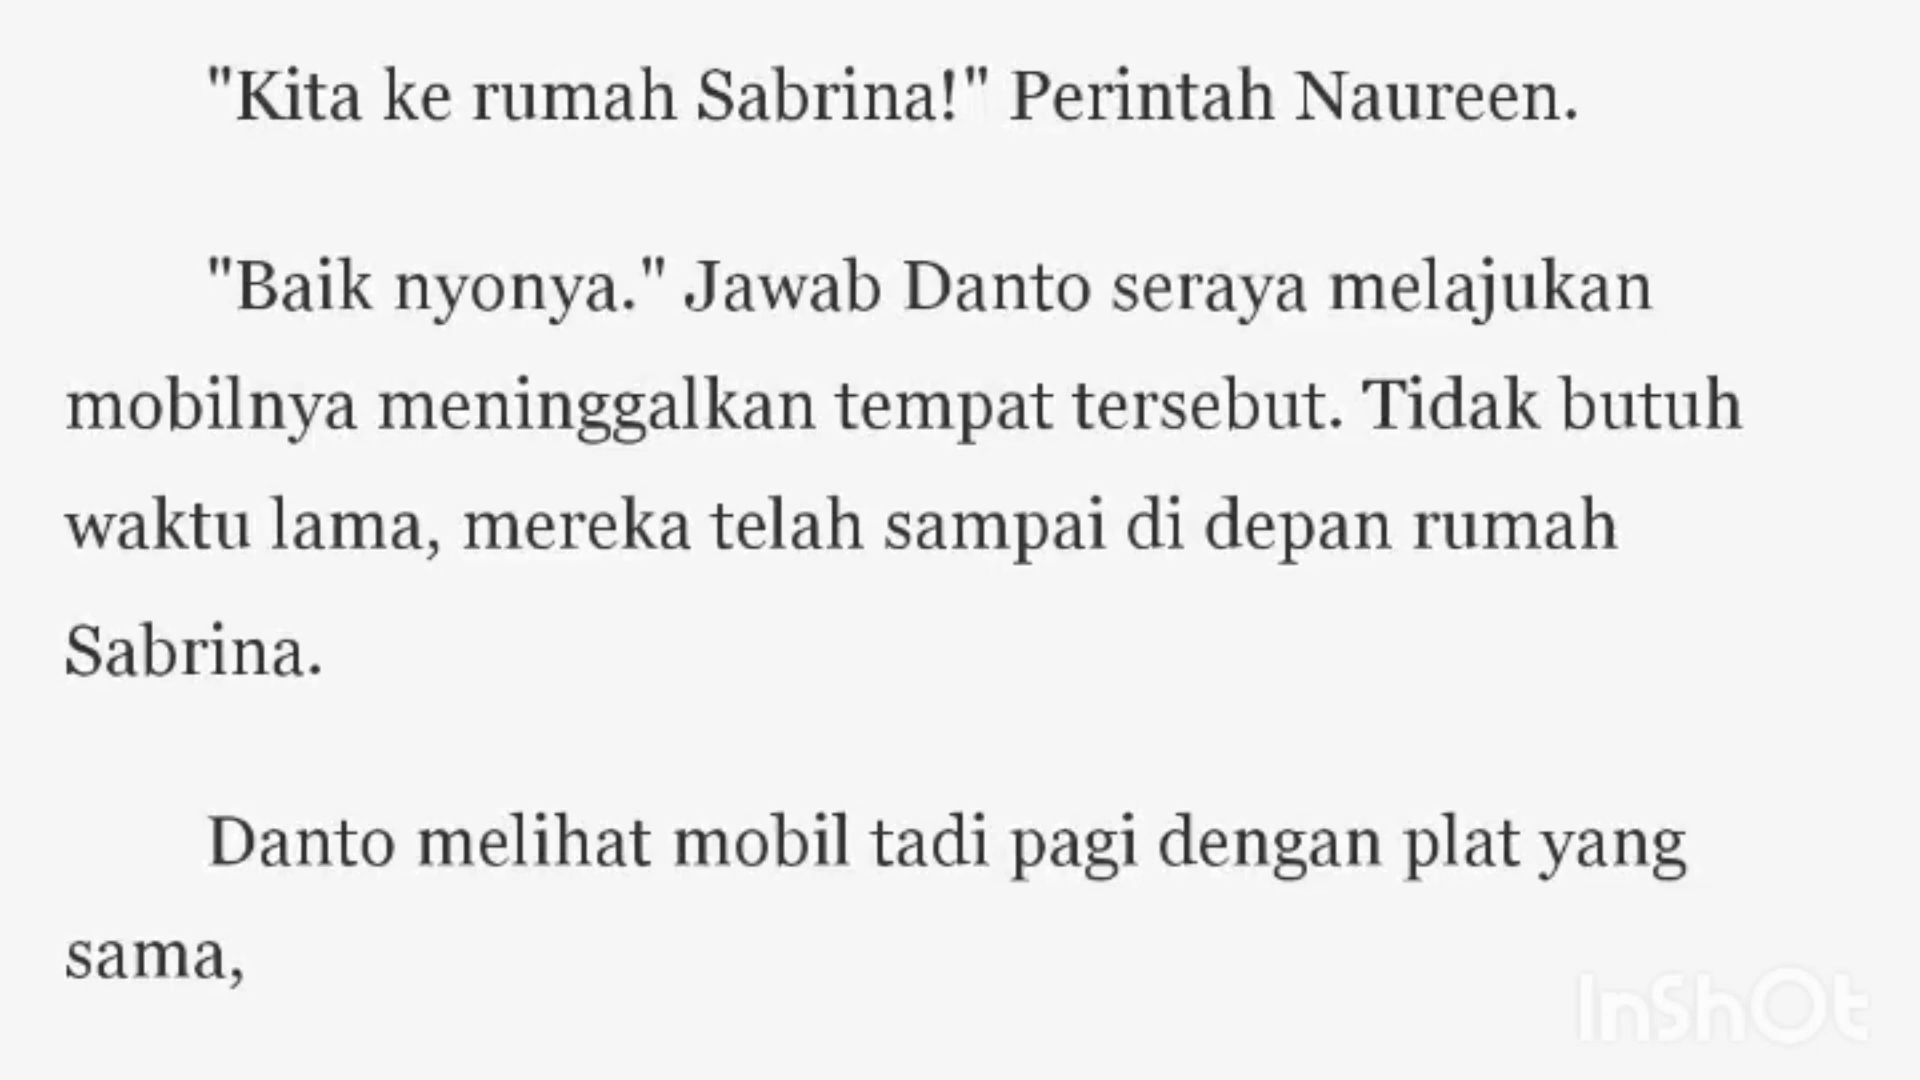 "Kita ke rumah Sabrina!" Perintah Naureen.
"Baik nyonya." Jawab Danto seraya melajukan
mobilnya meninggalkan tempat tersebut. Tidak butuh
waktu lama, mereka telah sampai di depan rumah
Sabrina.
Danto melihat mobil tadi pagi dengan plat yang
sama,
InShOt